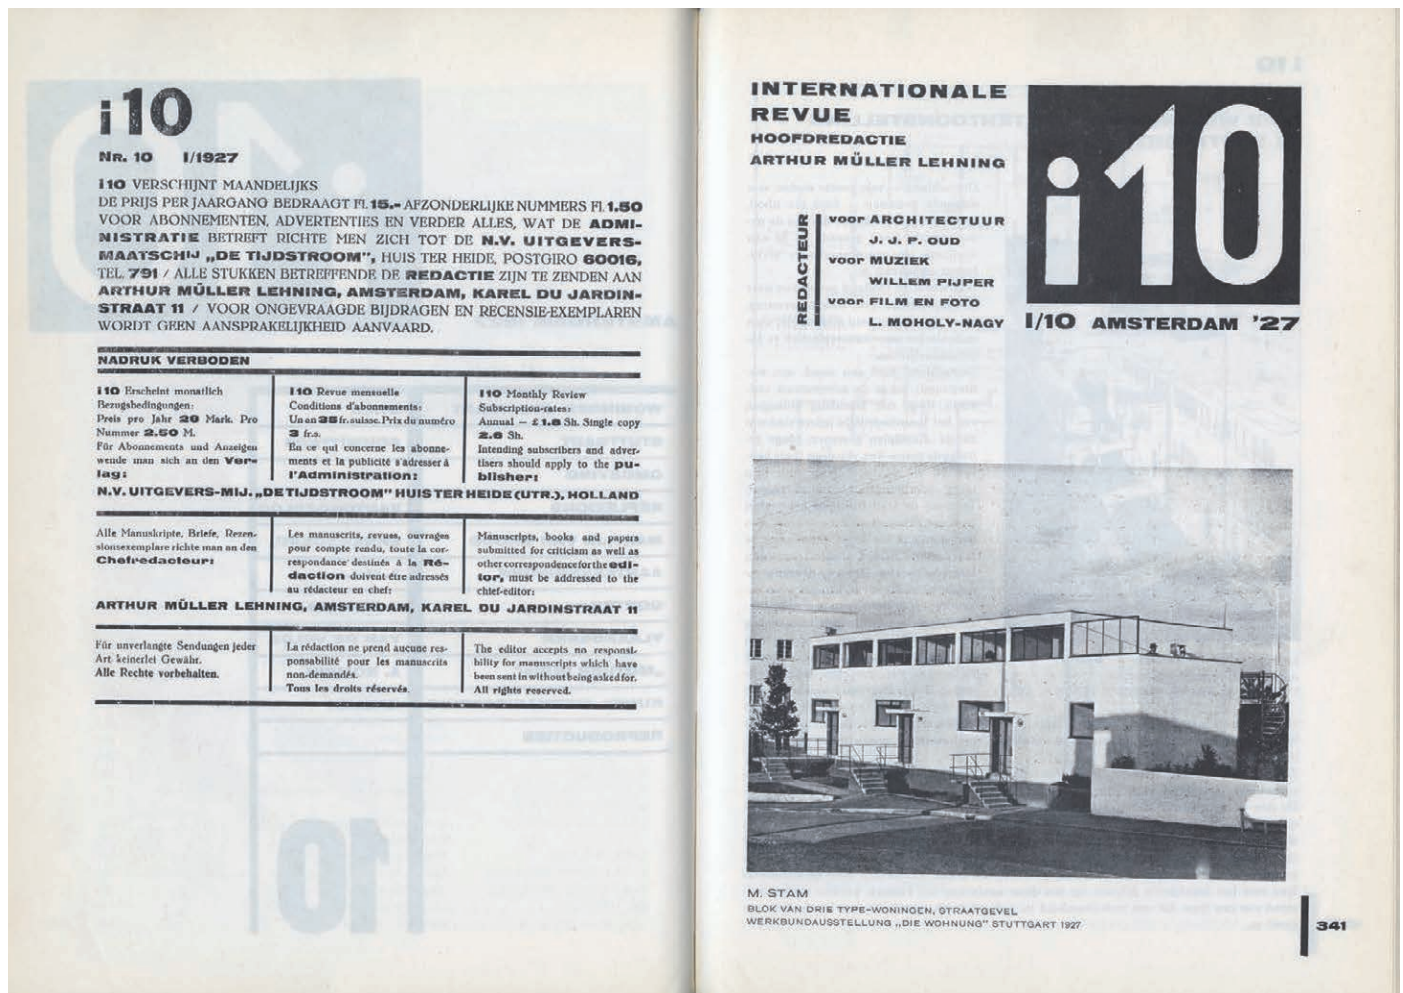 i10
Nr. 10 I/1927
i10 VERSCHIJNT MAANDELIJKS
DE PRIJS PER JAARGANG BEDRAAGT Fl. 15.- AFZONDERLIJKE NUMMERS Fl. 1.50
VOOR ABONNEMENTEN, ADVERTENTIES EN VERDER ALLES, WAT DE ADMI-
NISTRATIE BETREFT RICHTE MEN ZICH TOT DE N.V. UITGEVERS-
MAATSCHIJ „DE TIJDSTROOM”, HUIS TER HEIDE, POSTGIRO 60016,
TEL. 791 / ALLE STUKKEN BETREFFENDE DE REDACTIE ZIJN TE ZENDEN AAN
ARTHUR MÜLLER LEHNING, AMSTERDAM, KAREL DU JARDIN-
STRAAT 11 / VOOR ONGEVRAAGDE BIJDRAGEN EN RECENSIE-EXEMPLAREN
WORDT GEEN AANSPRAKELIJKHEID AANVAARD.
NADRUK VERBODEN
i10 Erscheint monatlich
Bezugsbedingungen:
Preis pro Jahr 20 Mark. Pro
Nummer 2.50 M.
Für Abonnements und Anzeigen
wende man sich an den Ver-
lag:
i10 Revue mensuelle
Conditions d'abonnements:
Un an 35 fr. suisse. Prix du numéro
3 fr.s.
En ce qui concerne les abonne-
ments et la publicité s'adresser à
l'Administration:
i10 Monthly Review
Subscription-rates:
Annual — £ 1.8 Sh. Single copy
2.6 Sh.
Intending subscribers and adver-
tisers should apply to the pu-
blisher:
N.V. UITGEVERS-MIJ. „DE TIJDSTROOM” HUIS TER HEIDE (UTR.), HOLLAND
Alle Manuskripte, Briefe, Rezen-
sionsexemplare richte man an den
Chefredacteur:
Les manuscrits, revues, ouvrages
pour compte rendu, toute la cor-
respondance destinés à la Ré-
daction doivent être adressés
au rédacteur en chef:
Manuscripts, books and papers
submitted for criticism as well as
other correspondence for the edi-
tor, must be addressed to the
chief-editor:
ARTHUR MÜLLER LEHNING, AMSTERDAM, KAREL DU JARDINSTRAAT 11
Für unverlangte Sendungen jeder
Art keinerlei Gewähr.
Alle Rechte vorbehalten.
La rédaction ne prend aucune res-
ponsabilité pour les manuscrits
non-demandés.
Tous les droits réservés.
The editor accepts no responsi-
bility for manuscripts which have
been sent in without being asked for.
All rights reserved.
INTERNATIONALE
REVUE
HOOFDREDACTIE
ARTHUR MÜLLER LEHNING
i10
REDACTEUR
voor ARCHITECTUUR
J. J. P. OUD
voor MUZIEK
WILLEM PIJPER
voor FILM EN FOTO
L. MOHOLY-NAGY
I/10 AMSTERDAM '27
M. STAM
BLOK VAN DRIE TYPE-WONINGEN, STRAATGEVEL
WERKBUNDAUSSTELLUNG „DIE WOHNUNG” STUTTGART 1927
341